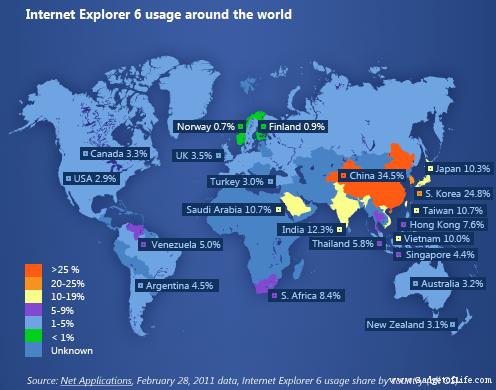 Internet Explorer 6 usage around the world
Norway 0.7%
Finland 0.9%
Canada 3.3%
UK 3.5%
China 34.5%
Japan 10.3%
USA 2.9%
Turkey 3.0%
S. Korea 24.8%
Saudi Arabia 10.7%
Taiwan 10.7%
India 12.3%
Hong Kong 7.6%
Venezuela 5.0%
Thailand 5.8%
Vietnam 10.0%
Singapore 4.4%
Argentina 4.5%
S. Africa 8.4%
Australia 3.2%
New Zealand 3.1%
>25 %
20-25%
10-19%
5-9%
1-5%
< 1%
Unknown
Source: Net Applications, February 28, 2011 data, Internet Explorer 6 usage share by
www.GadgetOfLife.com